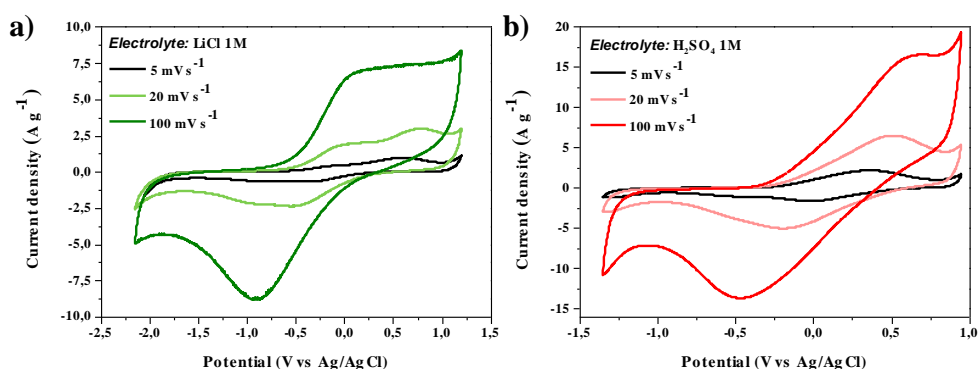 a)
Electrolyte: LiCl 1M
5 mV s-1
20 mV s-1
100 mV s-1
10,0
7,5
5,0
2,5
0,0
-2,5
5,0
-7,5
-10,0
-2,5 -2,0 -1,5 -1,0 -0,5 0,0 0,5 1,0 1,5
Current density (A g-1)
Potential (V vs Ag/AgCl)
b)
Electrolyte: H2SO4 1M
5 mV s-1
20 mV s-1
100 mV s-1
20
15
10
5
0
-5
-10
-15
-1,5 -1,0 -0,5 0,0 0,5 1,0
Current density (A g-1)
Potential (V vs Ag/AgCl)